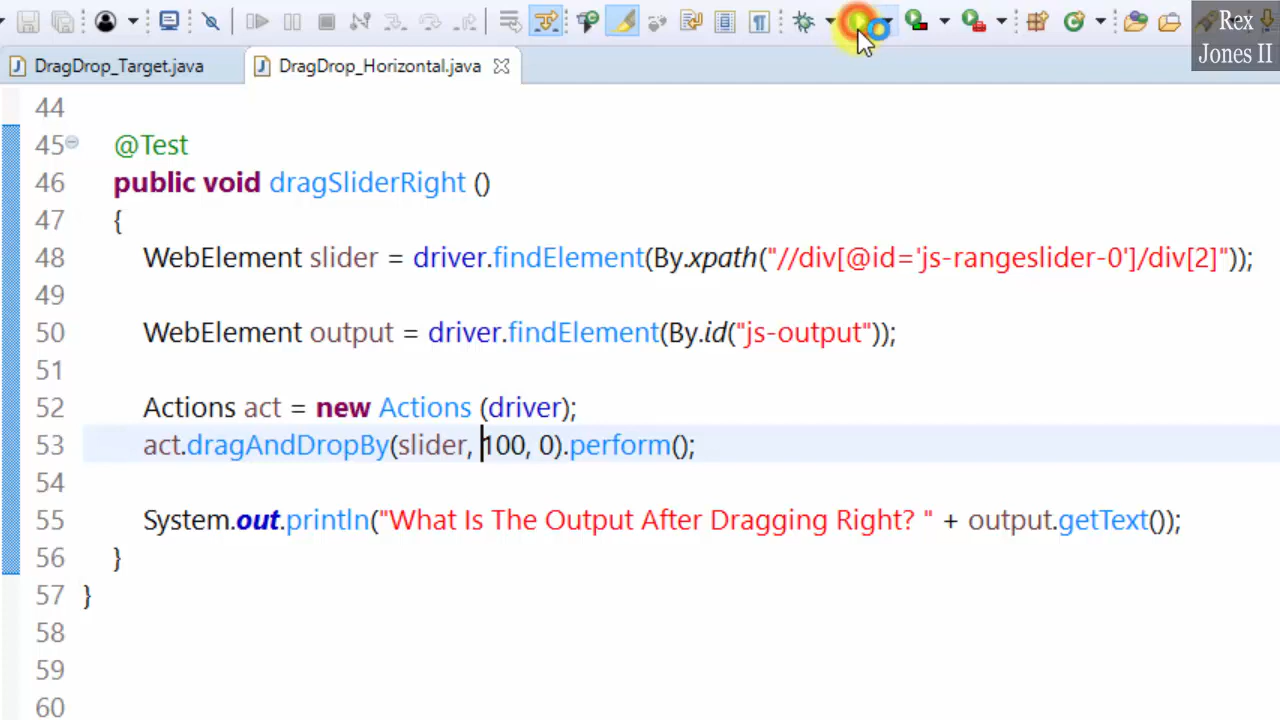 Rex
Jones II
DragDrop_Target.java
DragDrop_Horizontal.java
44
45 @Test
46 public void dragSliderRight ()
47 {
48 WebElement slider = driver.findElement(By.xpath("//div[@id='js-rangeslider-0']/div[2]"));
49
50 WebElement output = driver.findElement(By.id("js-output"));
51
52 Actions act = new Actions (driver);
53 act.dragAndDropBy(slider, 100, 0).perform();
54
55 System.out.println("What Is The Output After Dragging Right? " + output.getText());
56 }
57 }
58
59
60